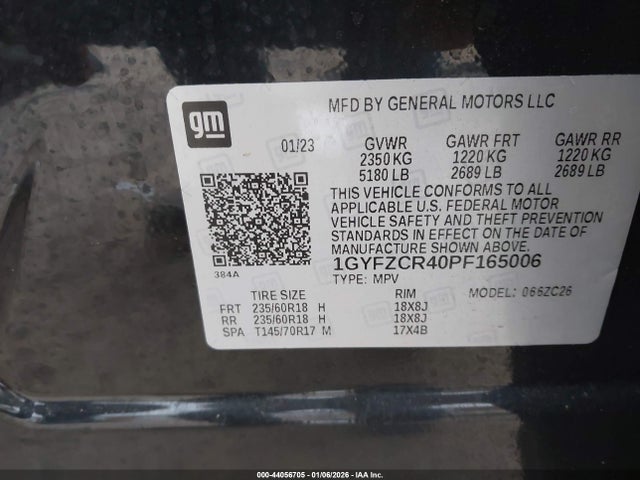 gm
MFD BY GENERAL MOTORS LLC
01/23 GVWR GAWR FRT GAWR RR
2350 KG 1220 KG 1220 KG
5180 LB 2689 LB 2689 LB
THIS VEHICLE CONFORMS TO ALL
APPLICABLE U.S. FEDERAL MOTOR
VEHICLE SAFETY AND THEFT PREVENTION
STANDARDS IN EFFECT ON THE DATE
OF MANUFACTURE SHOWN ABOVE.
384A
1GYFZCR40PF165006
TYPE: MPV
TIRE SIZE RIM MODEL: 066ZC26
FRT 235/60R18 H 18X8J
RR 235/60R18 H 18X8J
SPA T145/70R17 M 17X4B
000-44056705 - 01/06/2026 - IAA, Inc.